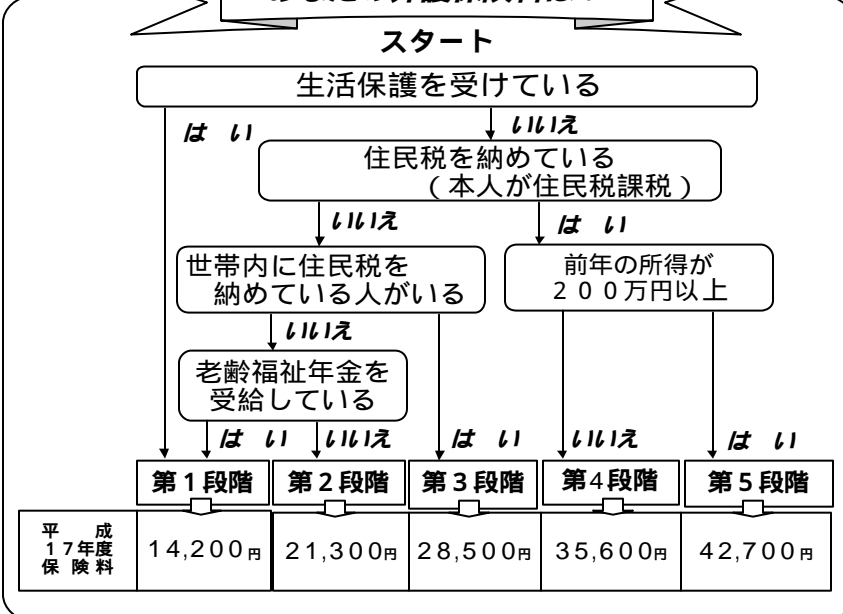 スタート
生活保護を受けている
はい
いいえ
住民税を納めている
(本人が住民税課税)
いいえ
はい
世帯内に住民税を
納めている人がいる
前年の所得が
200万円以上
いいえ
老齢福祉年金を
受給している
はい
いいえ
はい
いいえ
はい
第1段階
第2段階
第3段階
第4段階
第5段階
平成
17年度
保険料
14,200円
21,300円
28,500円
35,600円
42,700円